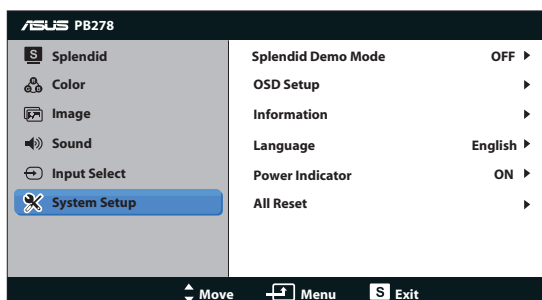 ASUS PB278
S Splendid
Color
Image
Sound
Input Select
System Setup
Splendid Demo Mode OFF
OSD Setup
Information
Language English
Power Indicator ON
All Reset
Move Menu S Exit